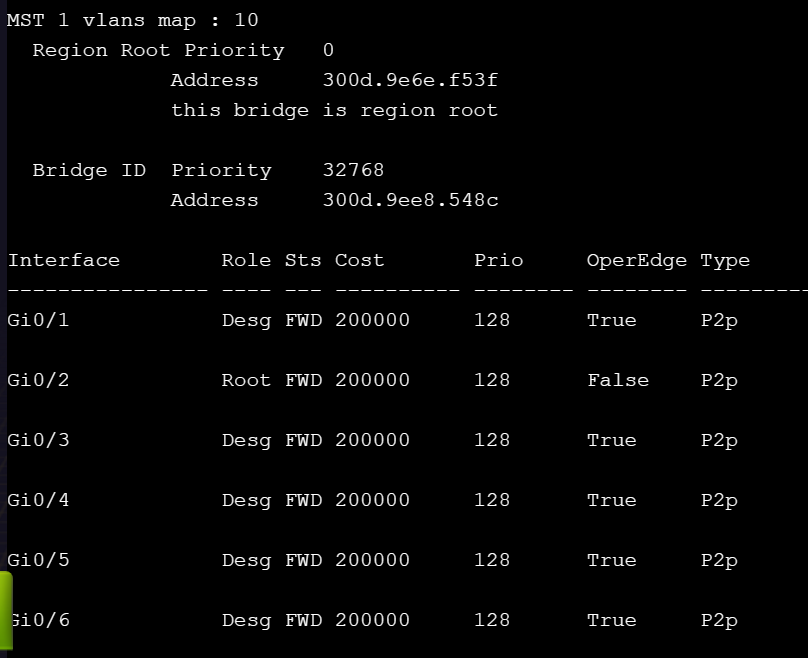 MST 1 vlans map : 10
Region Root Priority 0
Address 300d.9e6e.f53f
this bridge is region root
Bridge ID Priority 32768
Address 300d.9ee8.548c
Interface Role Sts Cost Prio OperEdge Type
---------------- ---- --- ---------- -------- -------- ---------
Gi0/1 Desg FWD 200000 128 True P2p
Gi0/2 Root FWD 200000 128 False P2p
Gi0/3 Desg FWD 200000 128 True P2p
Gi0/4 Desg FWD 200000 128 True P2p
Gi0/5 Desg FWD 200000 128 True P2p
Gi0/6 Desg FWD 200000 128 True P2p